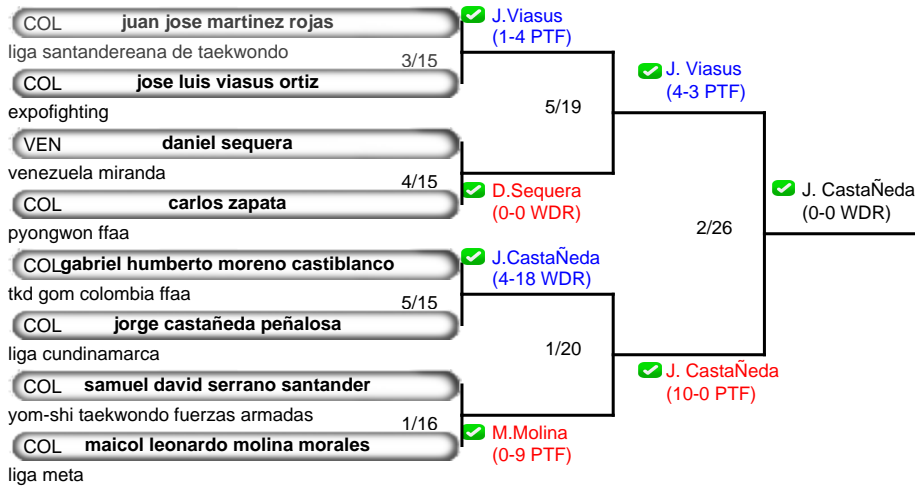 COL juan jose martinez rojas
liga santandereana de taekwondo
3/15
COL jose luis viasus ortiz
expofighting
J.Viasus
(1-4 PTF)
VEN daniel sequera
venezuela miranda
4/15
COL carlos zapata
pyongwon ffaa
D.Sequera
(0-0 WDR)
5/19
J. Viasus
(4-3 PTF)
COL gabriel humberto moreno castiblanco
tkd gom colombia ffaa
5/15
COL jorge castañeda peñalosa
liga cundinamarca
J.CastaÑeda
(4-18 WDR)
COL samuel david serrano santander
yom-shi taekwondo fuerzas armadas
1/16
COL maicol leonardo molina morales
liga meta
M.Molina
(0-9 PTF)
1/20
J. CastaÑeda
(10-0 PTF)
2/26
J. CastaÑeda
(0-0 WDR)